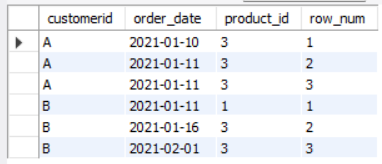 customerid order_date product_id row_num
A 2021-01-10 3 1
A 2021-01-11 3 2
A 2021-01-11 3 3
B 2021-01-11 1 1
B 2021-01-16 3 2
B 2021-02-01 3 3